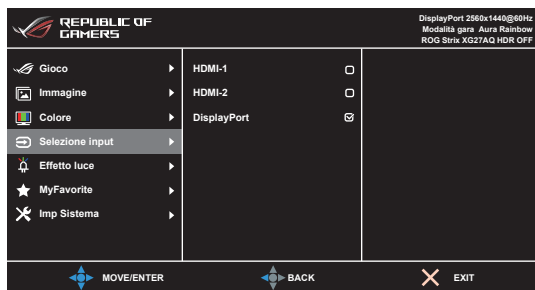 REPUBLIC OF
GAMERS
DisplayPort 2560x1440@60Hz
Modalità gara Aura Rainbow
ROG Strix XG27AQ HDR OFF
Gioco
Immagine
Colore
Selezione input
Effetto luce
MyFavorite
Imp Sistema
HDMI-1
HDMI-2
DisplayPort
MOVE/ENTER
BACK
EXIT